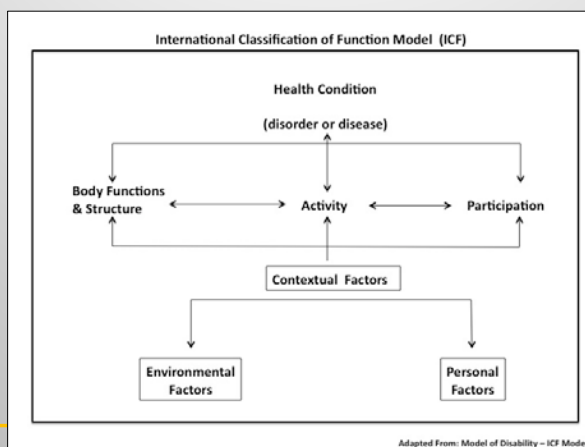 International Classification of Function Model (ICF)
Health Condition
(disorder or disease)
Body Functions
& Structure
Activity
Participation
Contextual Factors
Environmental
Factors
Personal
Factors
Adapted From: Model of Disability – ICF Mode